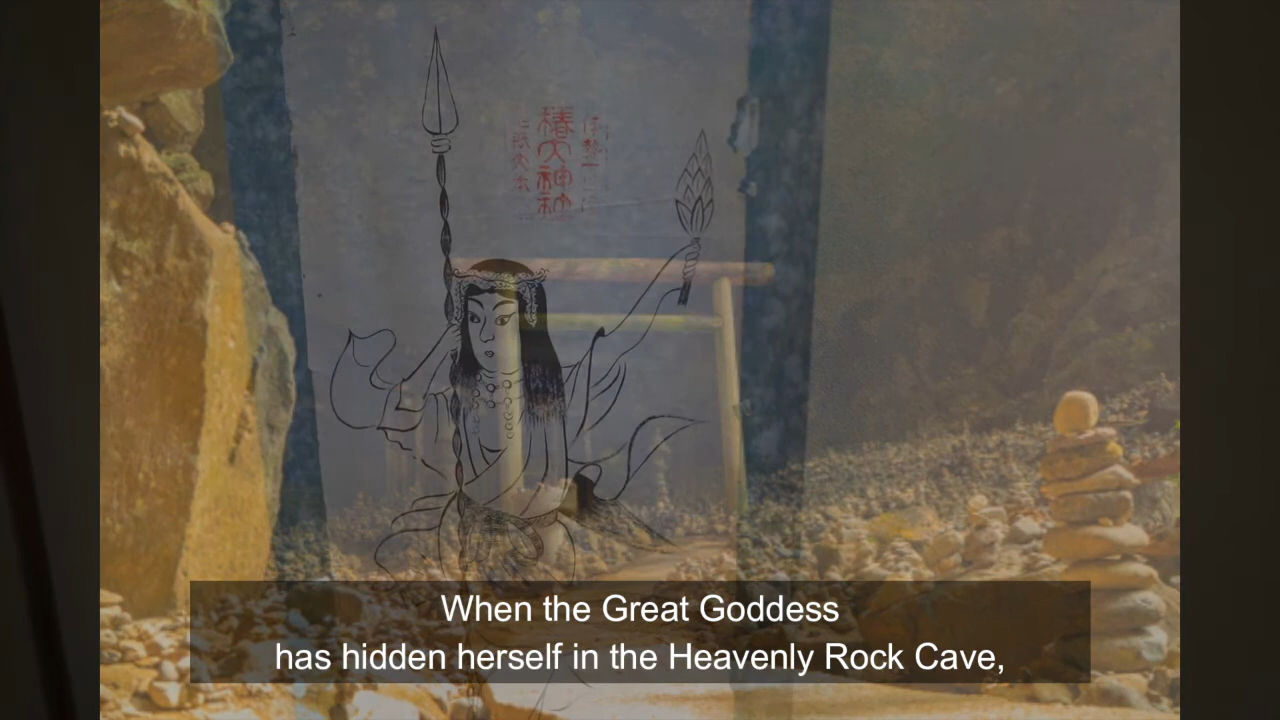 椿大神社
When the Great Goddess
has hidden herself in the Heavenly Rock Cave,